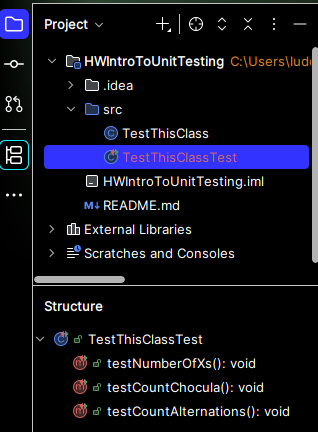 Project
HWIntroToUnitTesting C:\Users\lud
.idea
src
TestThisClass
TestThisClassTest
HWIntroToUnitTesting.iml
M↓ README.md
External Libraries
Scratches and Consoles
Structure
TestThisClassTest
testNumberOfXs(): void
testCountChocula(): void
testCountAlternations(): void